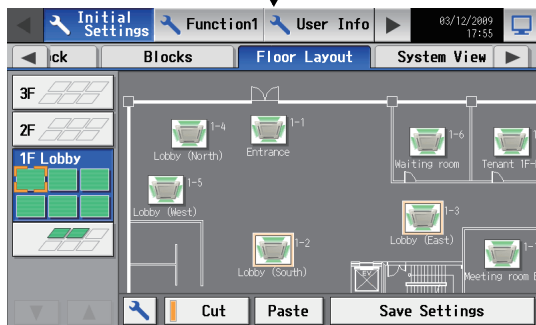 Initial
Settings
Function1
User Info
03/12/2009
17:55
ck
Blocks
Floor Layout
System View
3F
2F
1F Lobby
1-4
Lobby (North)
1-1
Entrance
1-6
Waiting room
Tenant 1F-
1-5
Lobby (West)
1-3
Lobby (East)
1-2
Lobby (South)
EV
1-
Meeting room
Cut
Paste
Save Settings